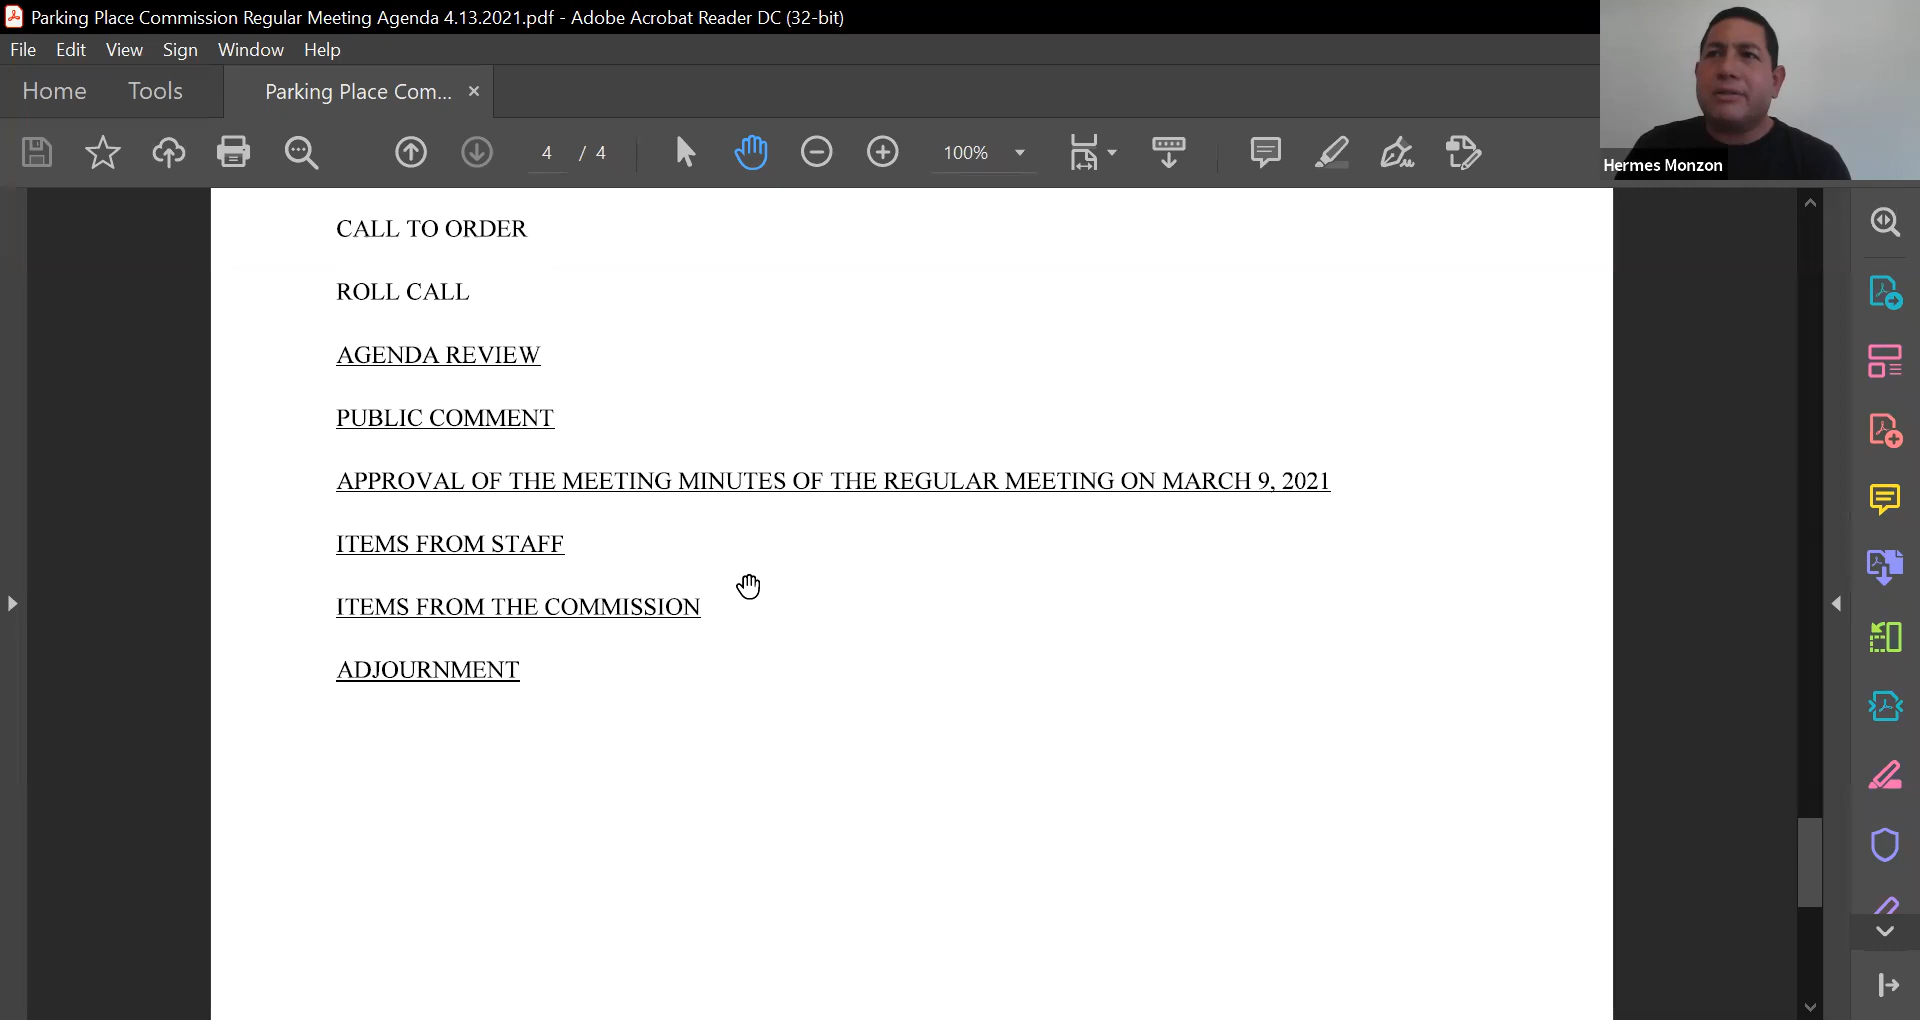 Parking Place Commission Regular Meeting Agenda 4.13.2021.pdf - Adobe Acrobat Reader DC (32-bit)
File Edit View Sign Window Help
Home Tools Parking Place Com... ×
4 / 4 100%
Hermes Monzon
CALL TO ORDER
ROLL CALL
AGENDA REVIEW
PUBLIC COMMENT
APPROVAL OF THE MEETING MINUTES OF THE REGULAR MEETING ON MARCH 9, 2021
ITEMS FROM STAFF
ITEMS FROM THE COMMISSION
ADJOURNMENT